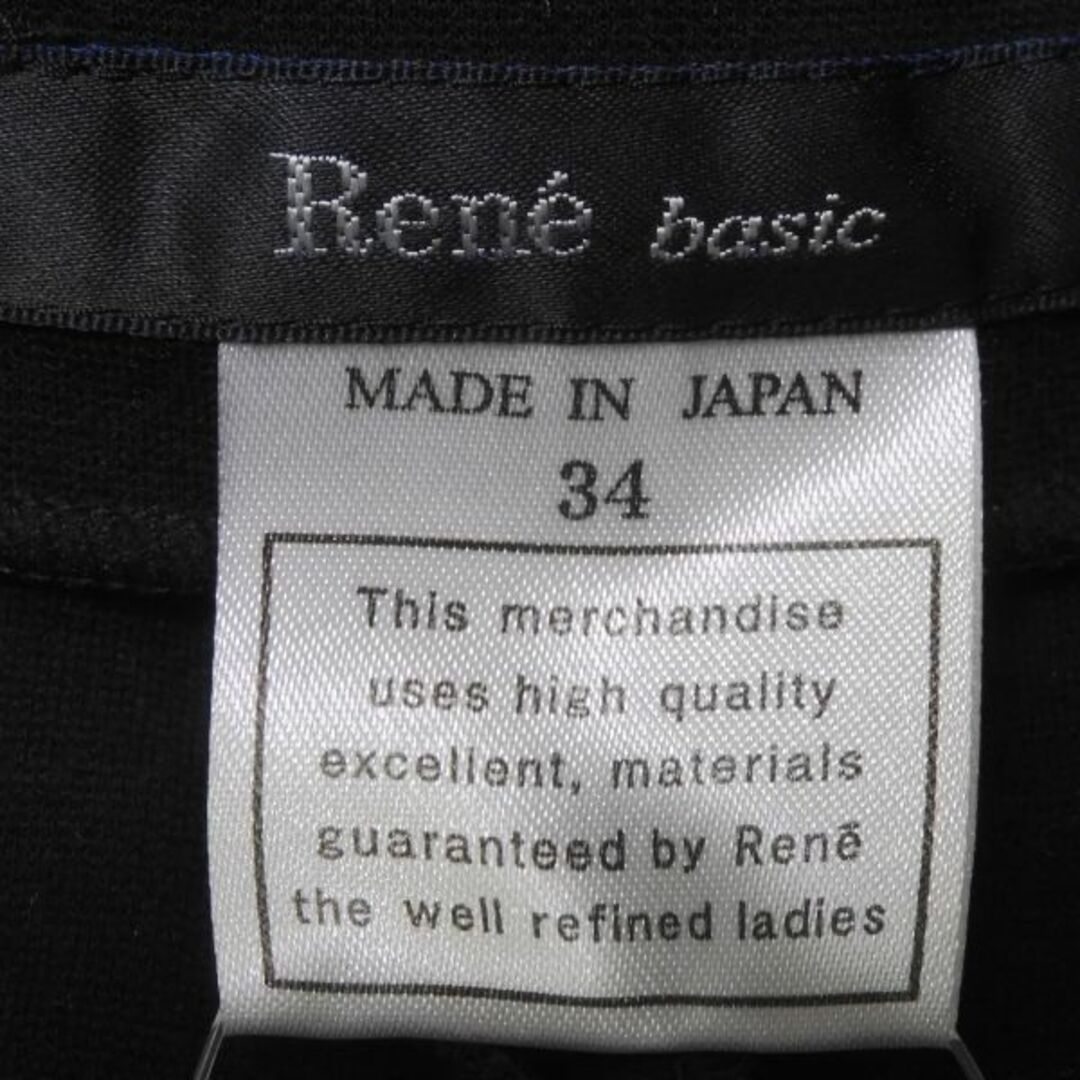 René basic
MADE IN JAPAN
34
This merchandise
uses high quality
excellent, materials
guaranteed by René
the well refined ladies